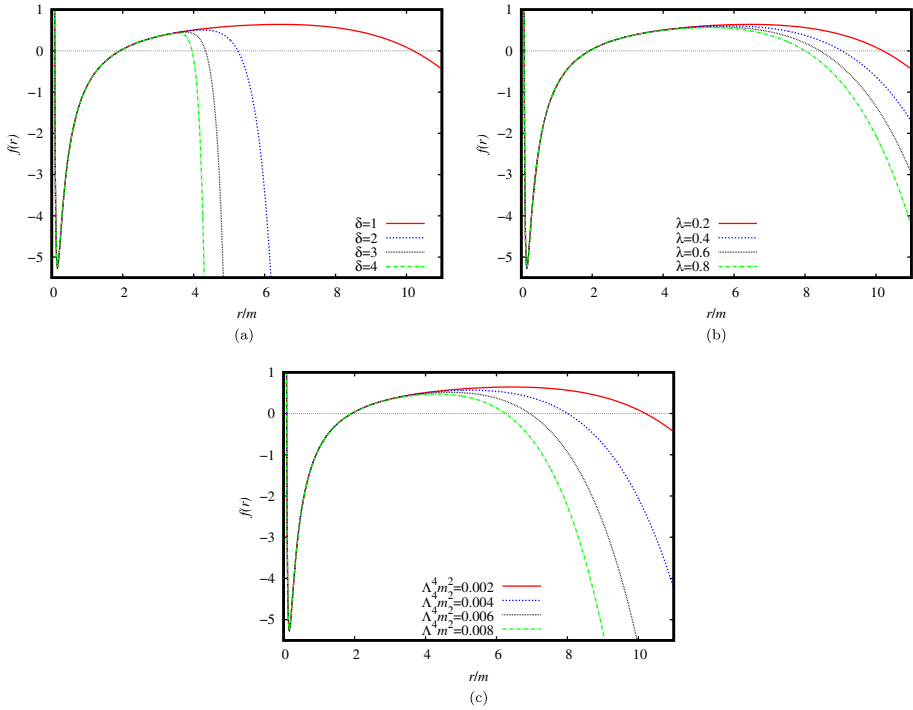 1
0
−1
−2
−3
−4
−5
f(r)
δ=1
δ=2
δ=3
δ=4
0 2 4 6 8 10
r/m
(a)
1
0
−1
−2
−3
−4
−5
f(r)
λ=0.2
λ=0.4
λ=0.6
λ=0.8
0 2 4 6 8 10
r/m
(b)
1
0
−1
−2
−3
−4
−5
f(r)
Λ⁴m²=0.002
Λ⁴m²=0.004
Λ⁴m²=0.006
Λ⁴m²=0.008
0 2 4 6 8 10
r/m
(c)